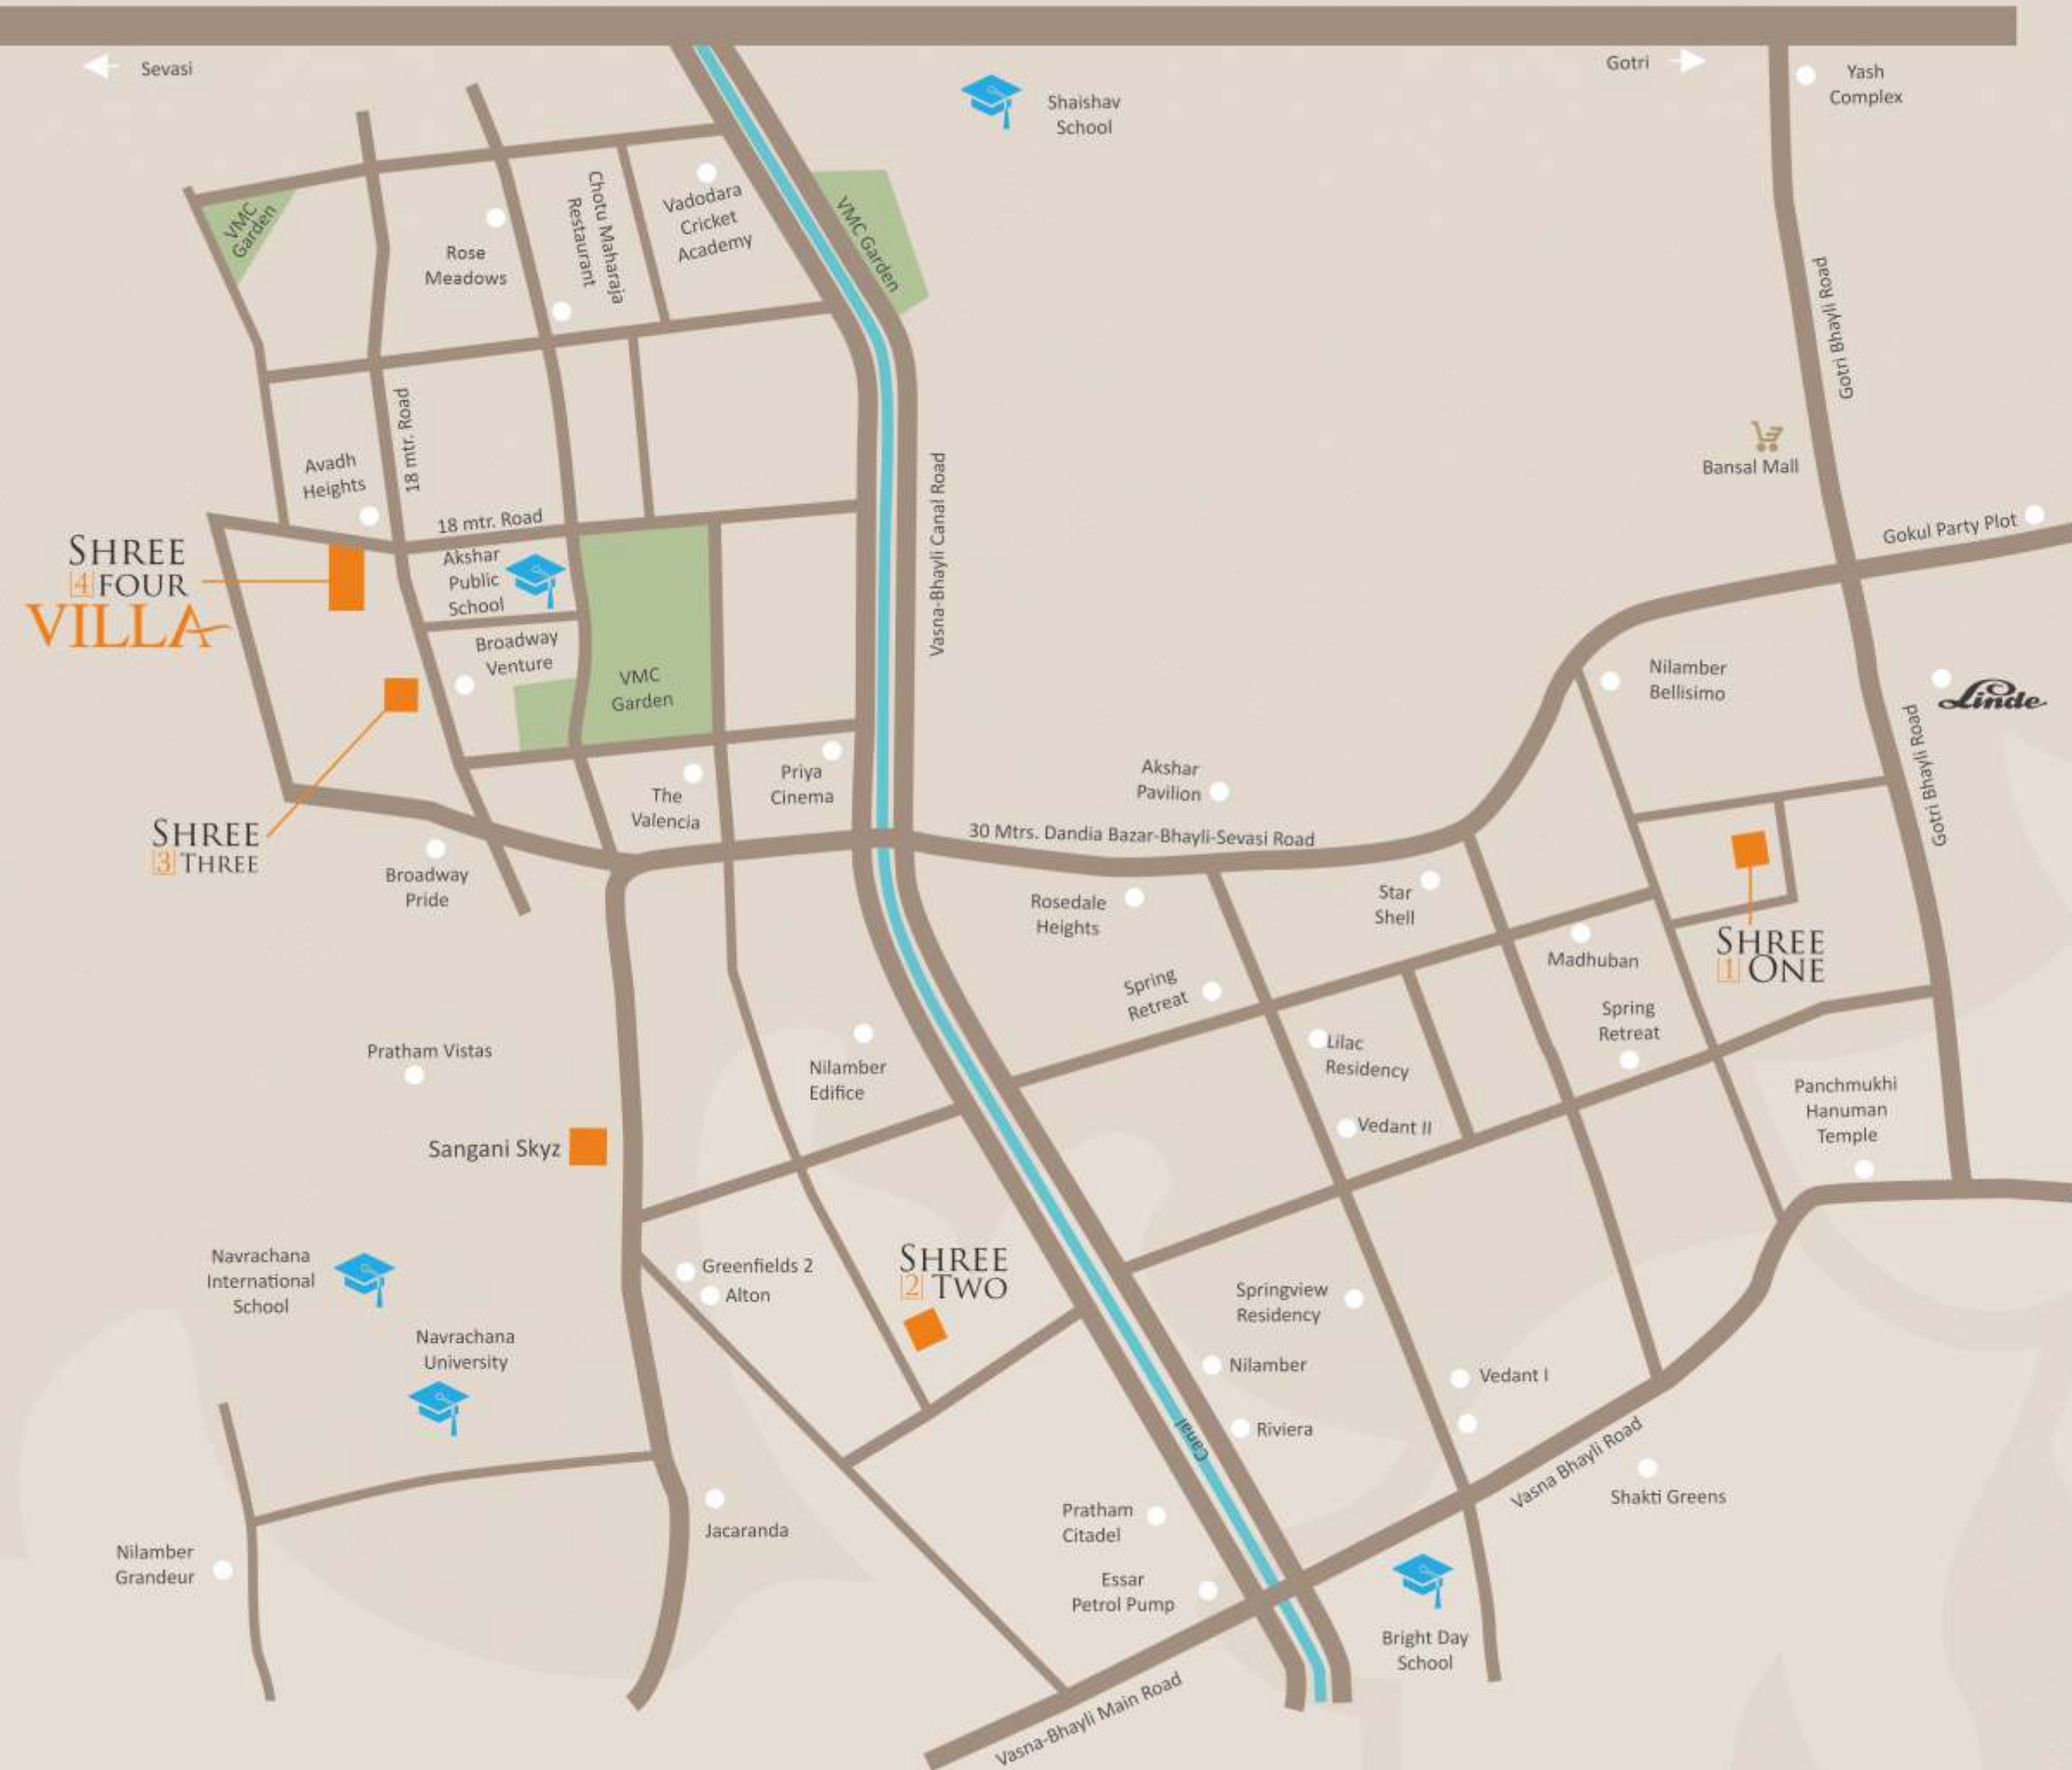 Sevasi
Gotri
Yash
Complex
Shaishav
School
VMC
Garden
Rose
Meadows
Chotu Maharaja
Restaurant
Vadodara
Cricket
Academy
VMC Garden
Gotri Bhayli Road
18 mtr. Road
Avadh
Heights
Bansal Mall
Vasna-Bhayli Canal Road
18 mtr. Road
Gokul Party Plot
SHREE
4 FOUR
VILLA
Akshar
Public
School
Broadway
Venture
VMC
Garden
Nilamber
Bellisimo
Linde
Gotri Bhayli Road
The
Valencia
Priya
Cinema
Akshar
Pavilion
30 Mtrs. Dandia Bazar-Bhayli-Sevasi Road
SHREE
3 THREE
Broadway
Pride
Rosedale
Heights
Star
Shell
Madhuban
SHREE
1 ONE
Spring
Retreat
Spring
Retreat
Pratham Vistas
Nilamber
Edifice
Lilac
Residency
Vedant II
Panchmukhi
Hanuman
Temple
Sangani Skyz
Navrachana
International
School
Greenfields 2
Alton
SHREE
2 TWO
Springview
Residency
Navrachana
University
Nilamber
Vedant I
Riviera
Canal
Vasna Bhayli Road
Shakti Greens
Jacaranda
Pratham
Citadel
Nilamber
Grandeur
Essar
Petrol Pump
Bright Day
School
Vasna-Bhayli Main Road